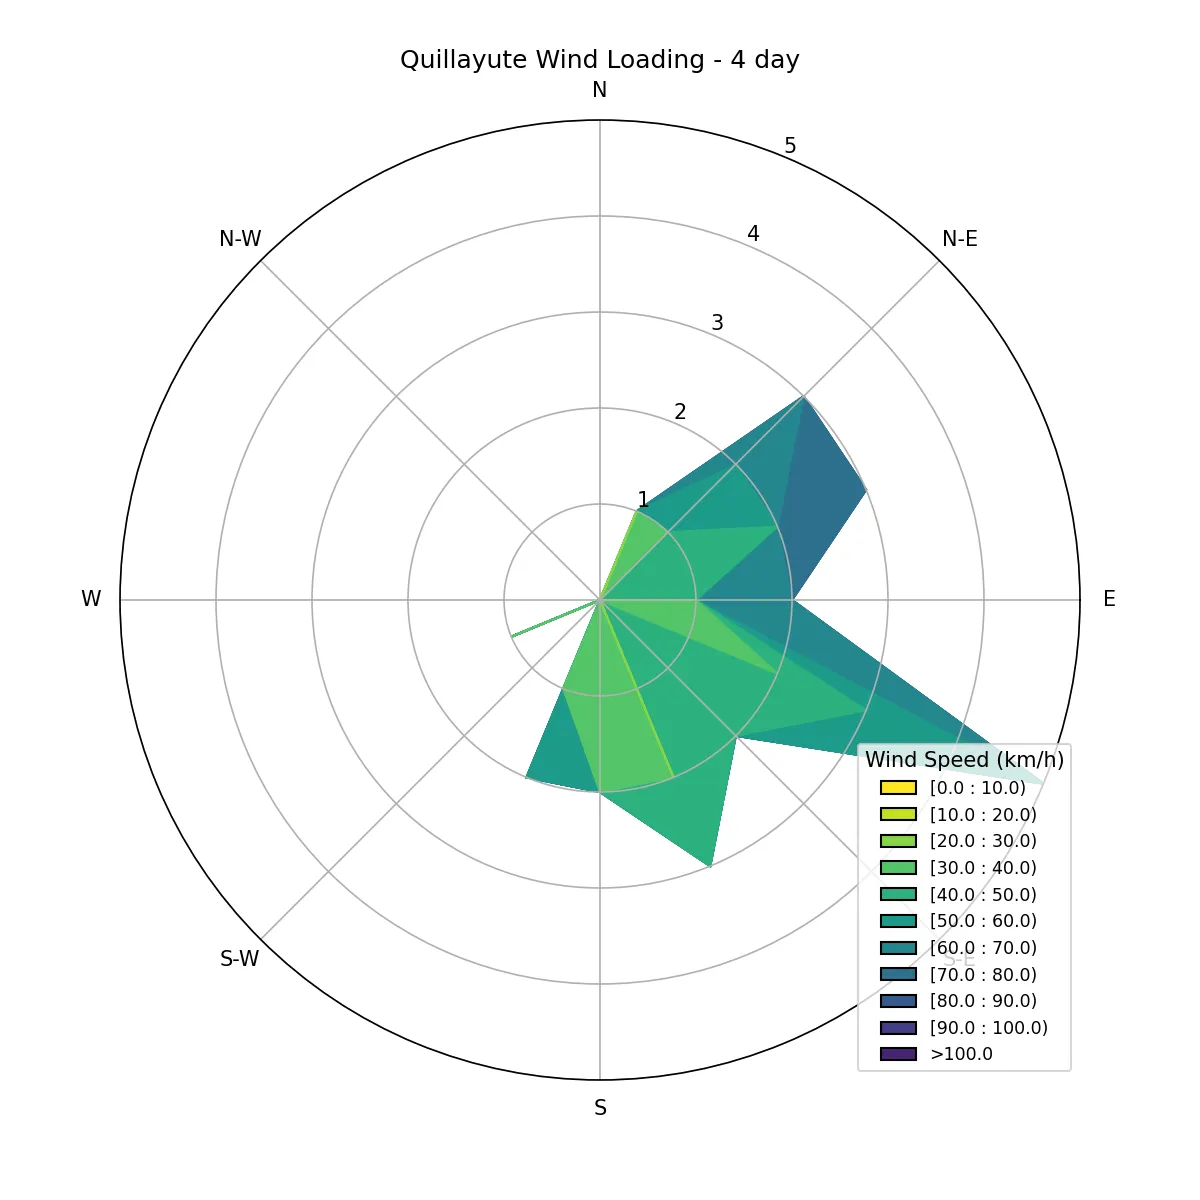 Quillayute Wind Loading - 4 day
N
5
N-W
N-E
4
3
2
1
W
E
Wind Speed (km/h)
[0.0 : 10.0)
[10.0 : 20.0)
[20.0 : 30.0)
[30.0 : 40.0)
[40.0 : 50.0)
[50.0 : 60.0)
[60.0 : 70.0)
[70.0 : 80.0)
[80.0 : 90.0)
[90.0 : 100.0)
>100.0
S-W
S-E
S